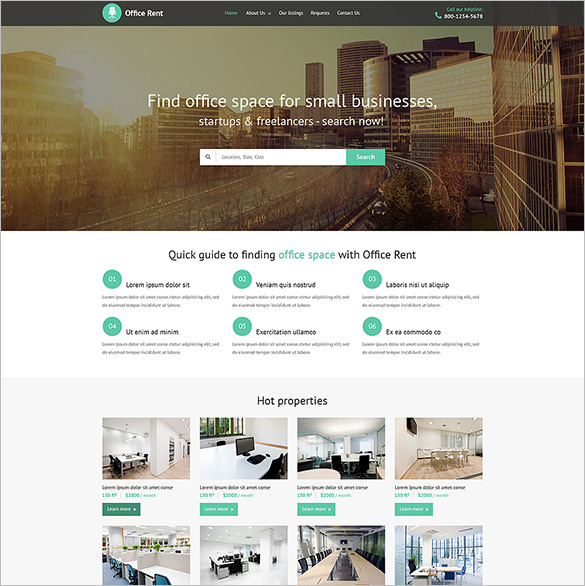 Office Rent
Home About Us Our listings Requests Contact Us
Call our helpline:
800-1234-5678
Find office space for small businesses,
startups & freelancers - search now!
Location, Size, Cost
Search
Quick guide to finding office space with Office Rent
01 Lorem ipsum dolor sit
Lorem ipsum dolor sit amet conse ctetur adipisicing elit, sed
do eiusmod tempor incididunt ut labore.
02 Veniam quis nostrud
Lorem ipsum dolor sit amet conse ctetur adipisicing elit, sed
do eiusmod tempor incididunt ut labore.
03 Laboris nisi ut aliquip
Lorem ipsum dolor sit amet conse ctetur adipisicing elit, sed
do eiusmod tempor incididunt ut labore.
04 Ut enim ad minim
Lorem ipsum dolor sit amet conse ctetur adipisicing elit, sed
do eiusmod tempor incididunt ut labore.
05 Exercitation ullamco
Lorem ipsum dolor sit amet conse ctetur adipisicing elit, sed
do eiusmod tempor incididunt ut labore.
06 Ex ea commodo co
Lorem ipsum dolor sit amet conse ctetur adipisicing elit, sed
do eiusmod tempor incididunt ut labore.
Hot properties
Lorem ipsum dolor sit amet conse
150 ft² | $2000 / month
Learn more »
Lorem ipsum dolor sit amet conse
150 ft² | $2000 / month
Learn more »
Lorem ipsum dolor sit amet conse
150 ft² | $2000 / month
Learn more »
Lorem ipsum dolor sit amet conse
150 ft² | $2000 / month
Learn more »